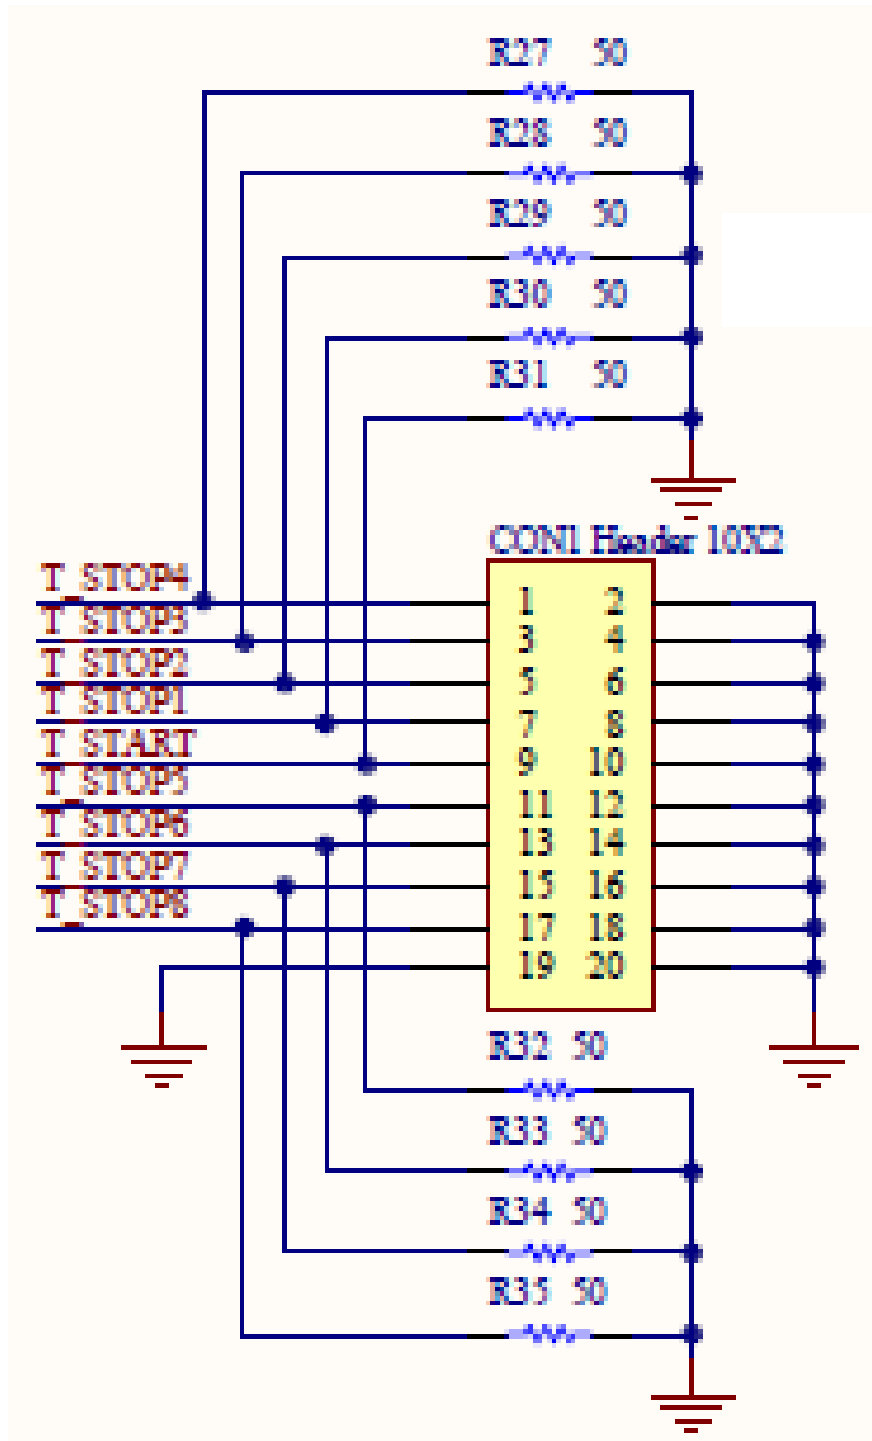 R27 50
R28 50
R29 50
R30 50
R31 50
CON1 Header 10X2
T_STOP4 1 2
T_STOP3 3 4
T_STOP2 5 6
T_STOP1 7 8
T_START 9 10
T_STOP5 11 12
T_STOP6 13 14
T_STOP7 15 16
T_STOP8 17 18
19 20
R32 50
R33 50
R34 50
R35 50